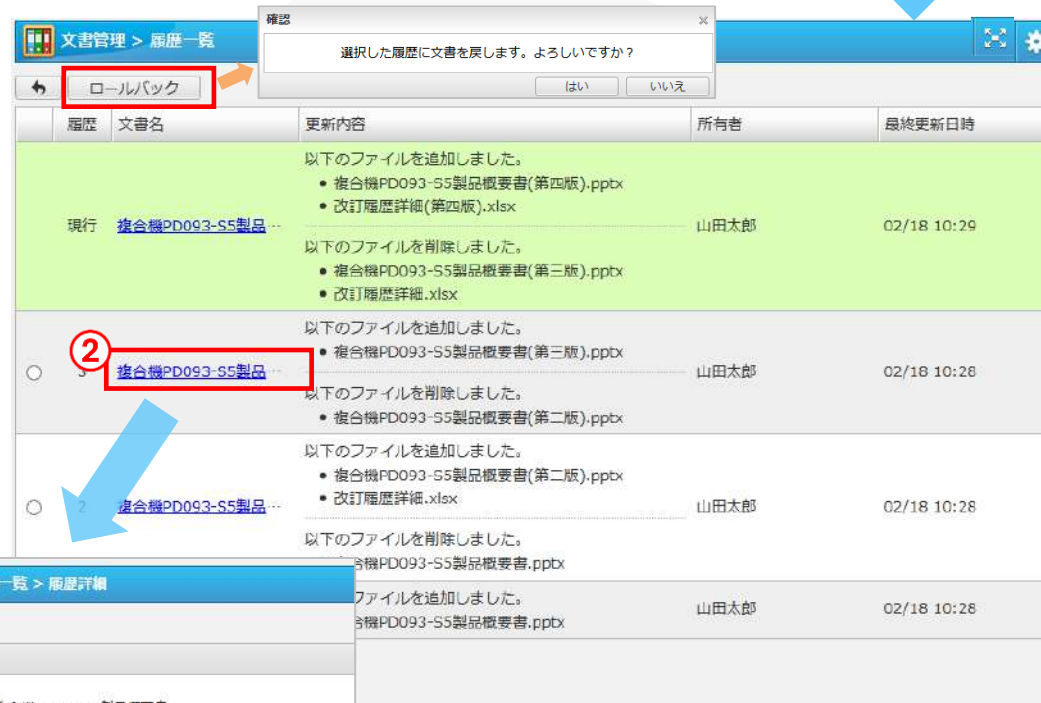 確認
選択した履歴に文書を戻します。よろしいですか？
はい いいえ
文書管理 > 履歴一覧
ロールバック
履歴 文書名 更新内容 所有者 最終更新日時
以下のファイルを追加しました。
• 複合機PD093-S5製品概要書(第四版).pptx
• 改訂履歴詳細(第四版).xlsx
現行 複合機PD093-S5製品… 山田太郎 02/18 10:29
以下のファイルを削除しました。
• 複合機PD093-S5製品概要書(第三版).pptx
• 改訂履歴詳細.xlsx
以下のファイルを追加しました。
• 複合機PD093-S5製品概要書(第三版).pptx
②
3 複合機PD093-S5製品… 山田太郎 02/18 10:28
以下のファイルを削除しました。
• 複合機PD093-S5製品概要書(第二版).pptx
以下のファイルを追加しました。
• 複合機PD093-S5製品概要書(第二版).pptx
• 改訂履歴詳細.xlsx
2 複合機PD093-S5製品… 山田太郎 02/18 10:28
以下のファイルを削除しました。
合機PD093-S5製品概要書.pptx
ファイルを追加しました。
合機PD093-S5製品概要書.pptx
山田太郎 02/18 10:28
一覧 > 履歴詳細